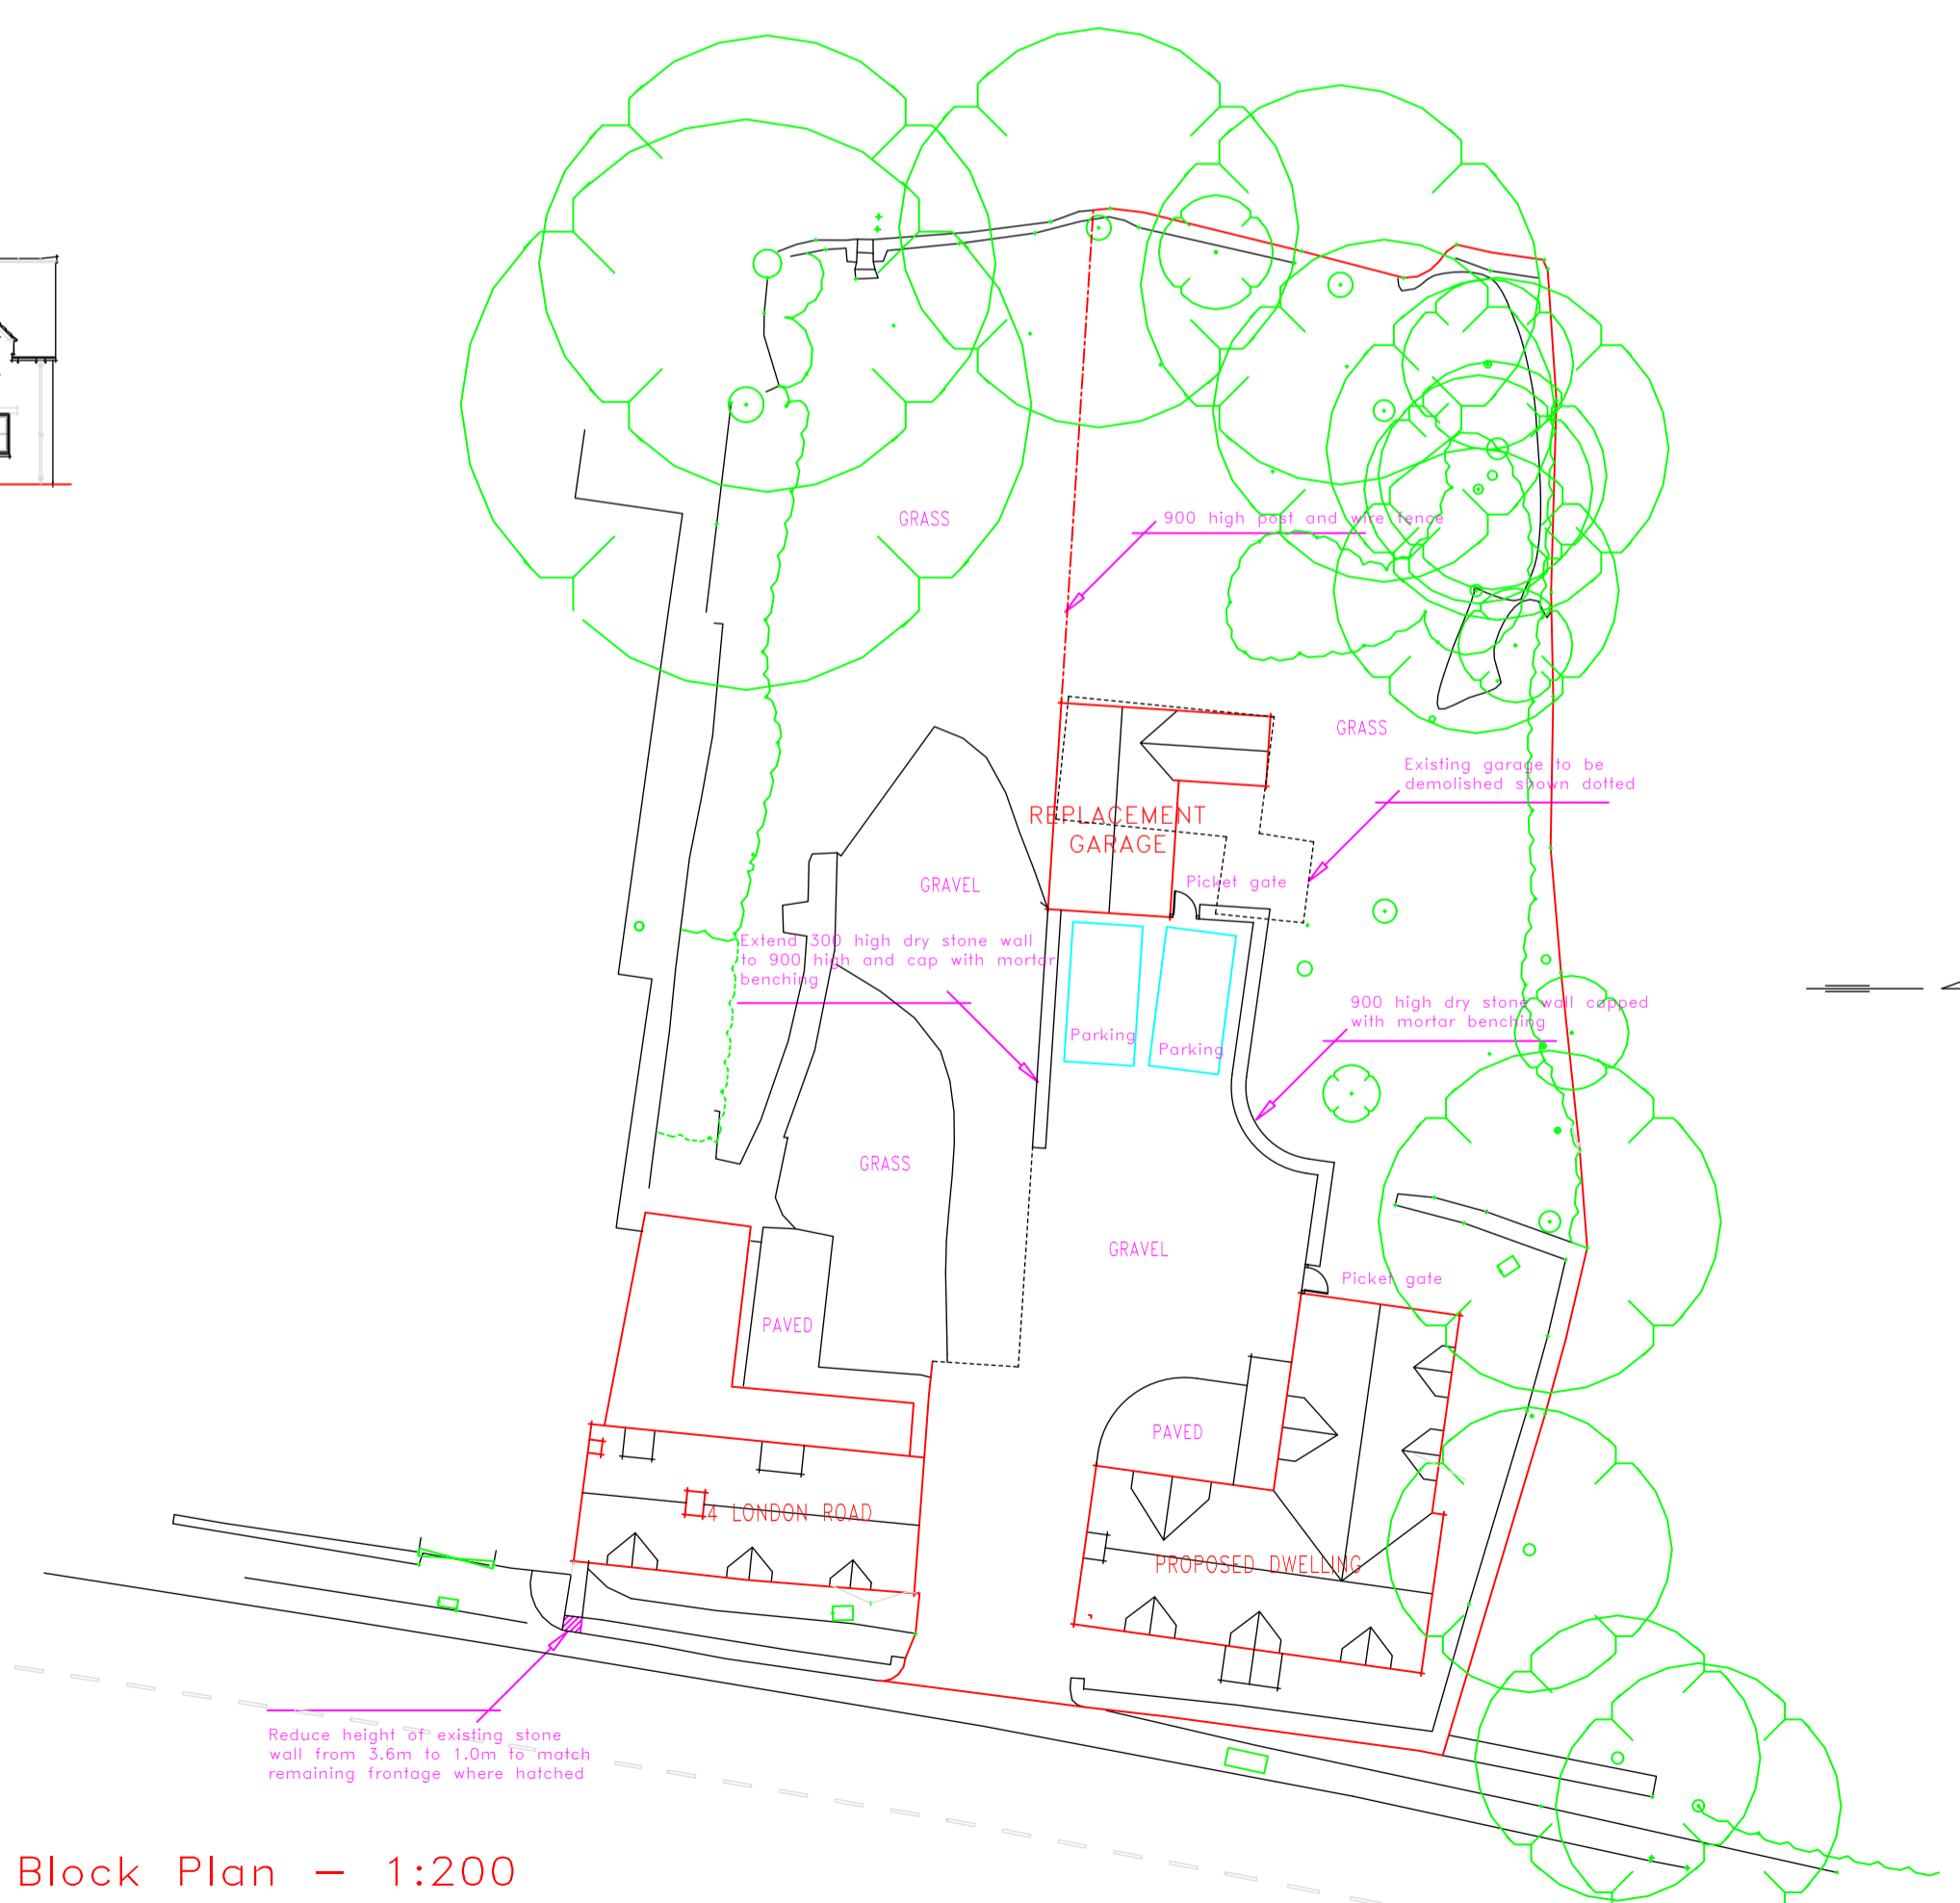 GRASS
900 high post and wire fence
GRASS
Existing garage to be
demolished shown dotted
REPLACEMENT
GARAGE
GRAVEL
Picket gate
Extend 300 high dry stone wall
to 900 high and cap with mortar
benching
900 high dry stone wall capped
with mortar benching
Parking
Parking
GRASS
GRAVEL
Picket gate
PAVED
PAVED
4 LONDON ROAD
PROPOSED DWELLING
Reduce height of existing stone
wall from 3.6m to 1.0m to match
remaining frontage where hatched
Block Plan – 1:200